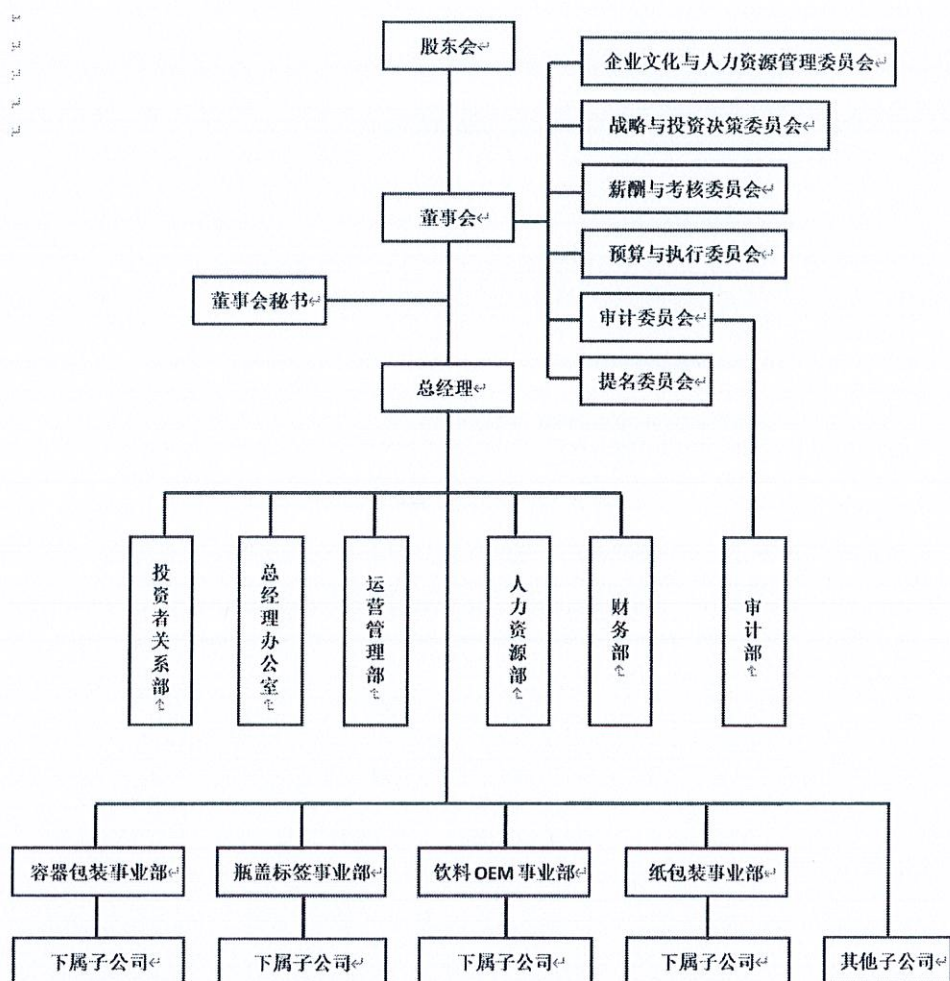 股东会
企业文化与人力资源管理委员会
战略与投资决策委员会
薪酬与考核委员会
董事会
预算与执行委员会
董事会秘书
审计委员会
总经理
提名委员会
投资者关系部
总经理办公室
运营管理部
人力资源部
财务部
审计部
容器包装事业部
瓶盖标签事业部
饮料OEM事业部
纸包装事业部
下属子公司
下属子公司
下属子公司
下属子公司
其他子公司